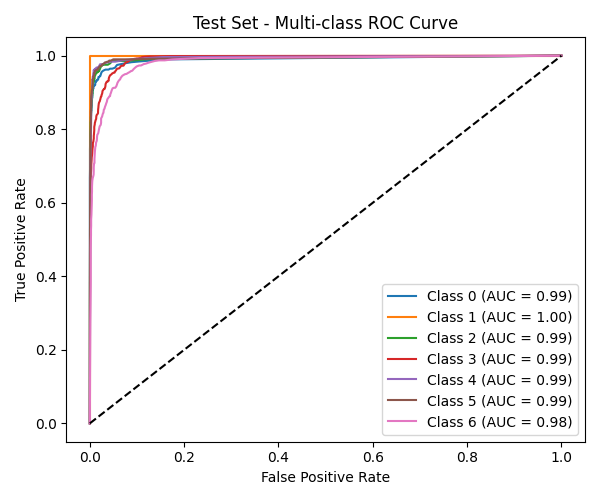 Test Set - Multi-class ROC Curve
True Positive Rate
1.0
0.8
0.6
0.4
0.2
0.0
0.0 0.2 0.4 0.6 0.8 1.0
False Positive Rate
Class 0 (AUC = 0.99)
Class 1 (AUC = 1.00)
Class 2 (AUC = 0.99)
Class 3 (AUC = 0.99)
Class 4 (AUC = 0.99)
Class 5 (AUC = 0.99)
Class 6 (AUC = 0.98)